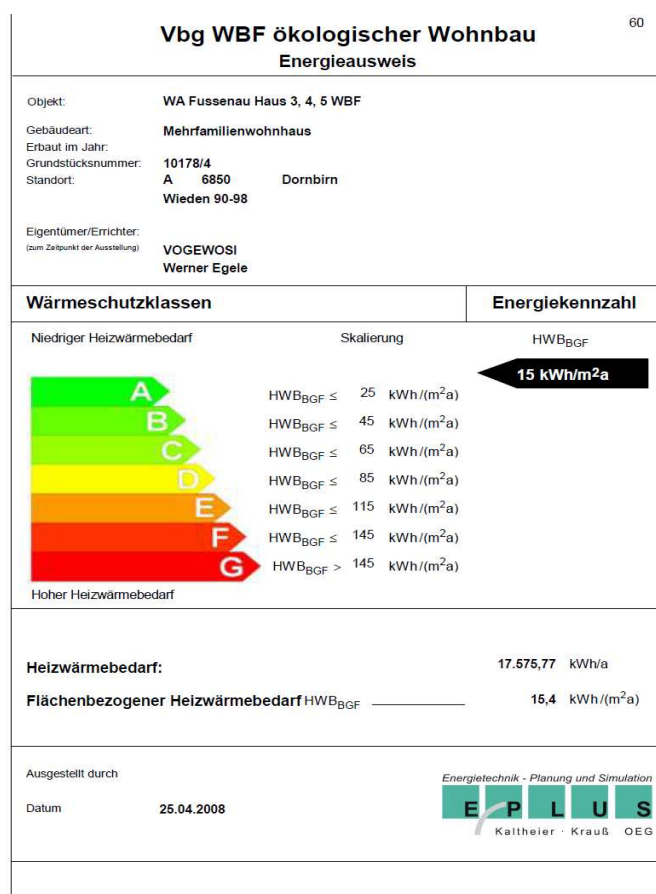 60
Vbg WBF ökologischer Wohnbau
Energieausweis
Objekt: WA Fussenau Haus 3, 4, 5 WBF
Gebäudeart: Mehrfamilienwohnhaus
Erbaut im Jahr:
Grundstücksnummer: 10178/4
Standort: A 6850 Dornbirn
Wieden 90-98
Eigentümer/Errichter:
(zum Zeitpunkt der Ausstellung) VOGEWOSI
Werner Egele
Wärmeschutzklassen Energiekennzahl
Niedriger Heizwärmebedarf Skalierung HWBBGF
15 kWh/m²a
A HWBBGF ≤ 25 kWh/(m²a)
B HWBBGF ≤ 45 kWh/(m²a)
C HWBBGF ≤ 65 kWh/(m²a)
D HWBBGF ≤ 85 kWh/(m²a)
E HWBBGF ≤ 115 kWh/(m²a)
F HWBBGF ≤ 145 kWh/(m²a)
G HWBBGF > 145 kWh/(m²a)
Hoher Heizwärmebedarf
Heizwärmebedarf: 17.575,77 kWh/a
Flächenbezogener Heizwärmebedarf HWBBGF 15,4 kWh/(m²a)
Ausgestellt durch
Datum 25.04.2008
Energietechnik - Planung und Simulation
E P L U S
Kaltheier · Krauß OEG